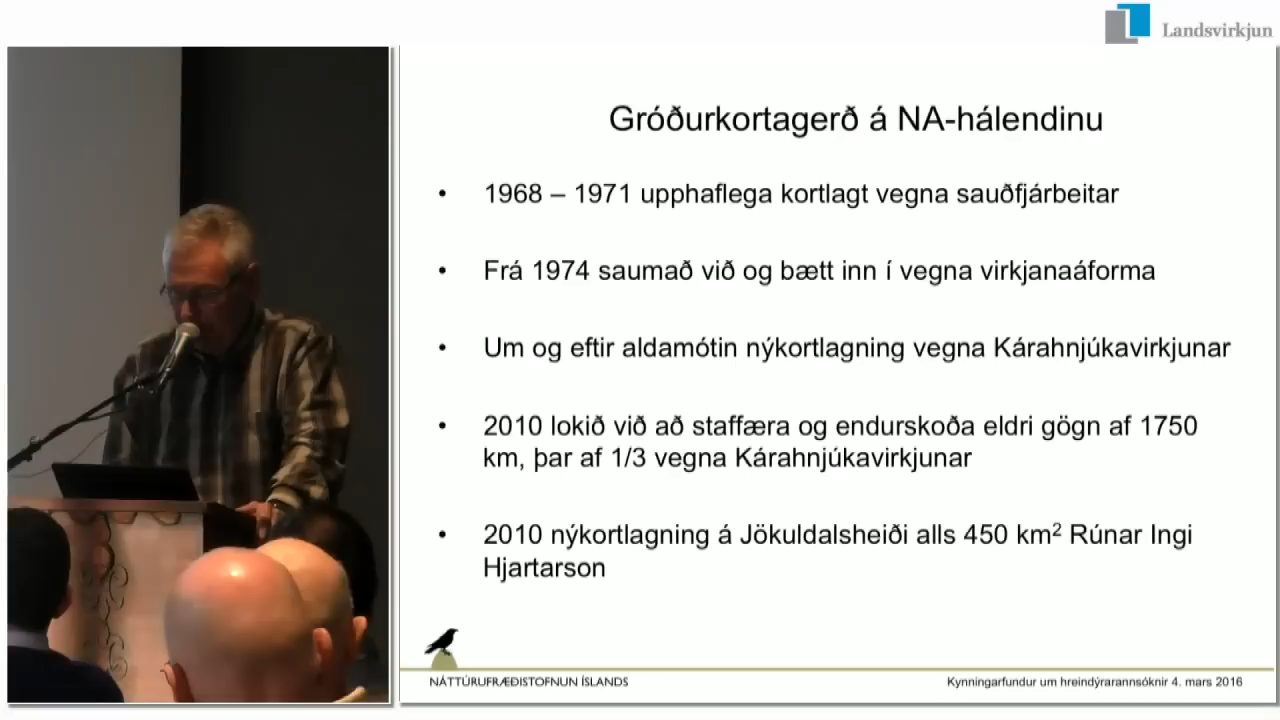 Landsvirkjun
Gróðurkortagerð á NA-hálendinu
• 1968 – 1971 upphaflega kortlagt vegna sauðfjárbeitar
• Frá 1974 saumað við og bætt inn í vegna virkjanaáforma
• Um og eftir aldamótin nýkortlagning vegna Kárahnjúkavirkjunar
• 2010 lokið við að staffæra og endurskoða eldri gögn af 1750
km, þar af 1/3 vegna Kárahnjúkavirkjunar
• 2010 nýkortlagning á Jökuldalsheiði alls 450 km² Rúnar Ingi
Hjartarson
NÁTTÚRUFRÆÐISTOFNUN ÍSLANDS
Kynningarfundur um hreindýrarannsóknir 4. mars 2016